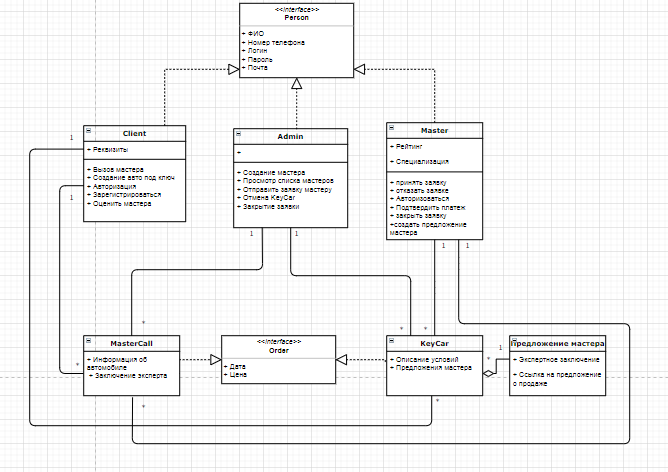 <<interface>>
Person
+ ФИО
+ Номер телефона
+ Логин
+ Пароль
+ Почта
Client
+ Реквизиты
+ Вызов мастера
+ Создание авто под ключ
+ Авторизация
+ Зарегистрироваться
+ Оценить мастера
Admin
+
+ Создание мастера
+ Просмотр списка мастеров
+ Отправить заявку мастеру
+ Отмена KeyCar
+ Закрытие заявки
Master
+ Рейтинг
+ Специализация
+ принять заявку
+ отказать заявке
+ Авторизоваться
+ Подтвердить платеж
+ закрыть заявку
+создать предложение
мастера
1
1
1
1
1
1
*
*
*
MasterCall
+ Информация об
автомобиле
+ Заключение эксперта
*
*
<<interface>>
Order
+ Дата
+ Цена
KeyCar
+ Описание условий
+ Предложения мастера
*
*
1
Предложение мастера
+ Экспертное заключение
+ Ссылка на предложение
о продаже